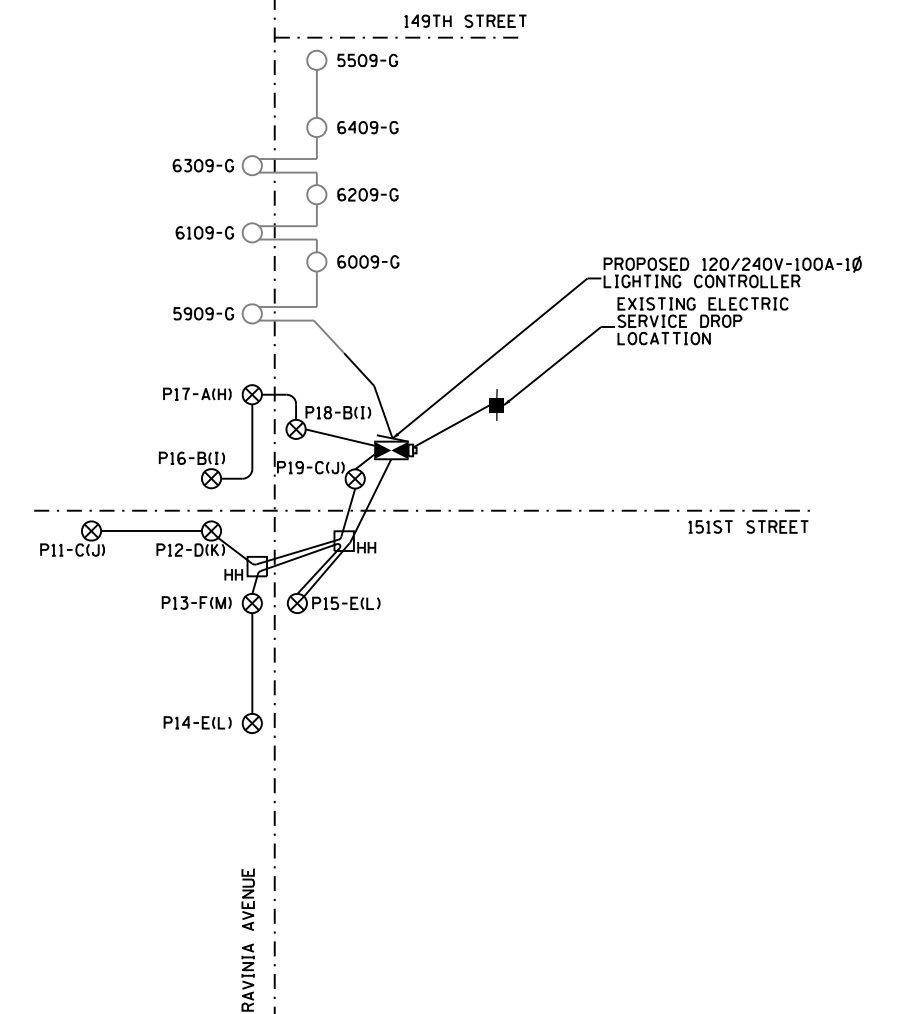 149TH STREET
5509-G
6409-G
6309-G
6209-G
6109-G
6009-G
5909-G
PROPOSED 120/240V-100A-1Ø
LIGHTING CONTROLLER
EXISTING ELECTRIC
SERVICE DROP
LOCATTION
P17-A(H)
P18-B(I)
P16-B(I)
P19-C(J)
151ST STREET
P11-C(J)
P12-D(K)
HH
HH
P13-F(M)
P15-E(L)
P14-E(L)
RAVINIA AVENUE